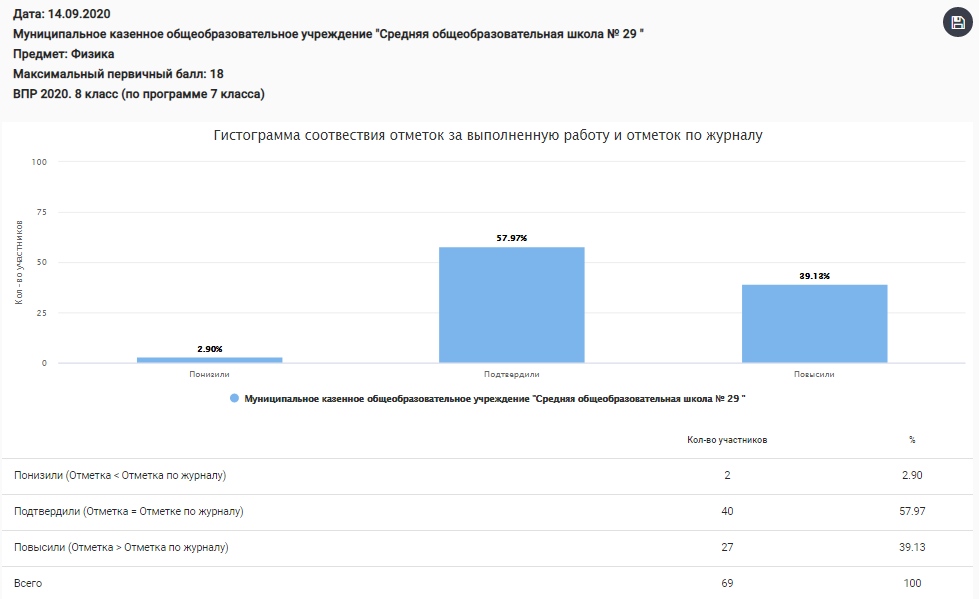 Дата: 14.09.2020
Муниципальное казенное общеобразовательное учреждение "Средняя общеобразовательная школа № 29 "
Предмет: Физика
Максимальный первичный балл: 18
ВПР 2020. 8 класс (по программе 7 класса)
Гистограмма соотвествия отметок за выполненную работу и отметок по журналу
100
75
50
25
0
Кол-во участников
2.90%
57.97%
39.13%
Понизили
Подтвердили
Повысили
Муниципальное казенное общеобразовательное учреждение "Средняя общеобразовательная школа № 29 "
Кол-во участников %
Понизили (Отметка < Отметка по журналу) 2 2.90
Подтвердили (Отметка = Отметке по журналу) 40 57.97
Повысили (Отметка > Отметка по журналу) 27 39.13
Всего 69 100